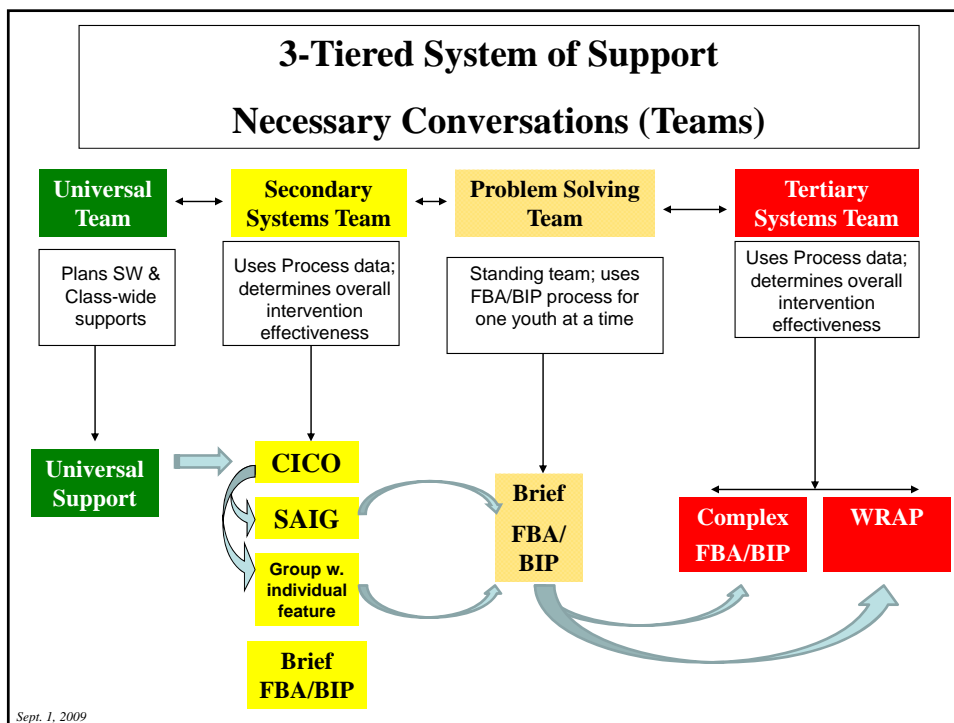 3-Tiered System of Support
Necessary Conversations (Teams)
Universal
Team
Secondary
Systems Team
Problem Solving
Team
Tertiary
Systems Team
Plans SW &
Class-wide
supports
Uses Process data;
determines overall
intervention
effectiveness
Standing team; uses
FBA/BIP process for
one youth at a time
Uses Process data;
determines overall
intervention
effectiveness
Universal
Support
CICO
SAIG
Group w.
individual
feature
Brief
FBA/BIP
Brief
FBA/
BIP
Complex
FBA/BIP
WRAP
Sept. 1, 2009